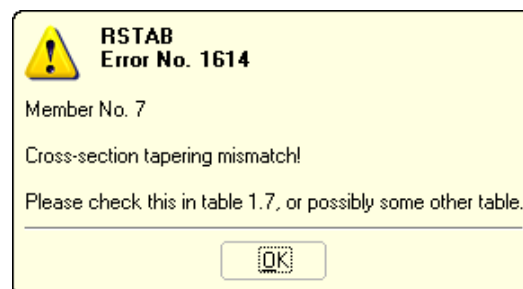 RSTAB
Error No. 1614
Member No. 7
Cross-section tapering mismatch!
Please check this in table 1.7, or possibly some other table.
OK